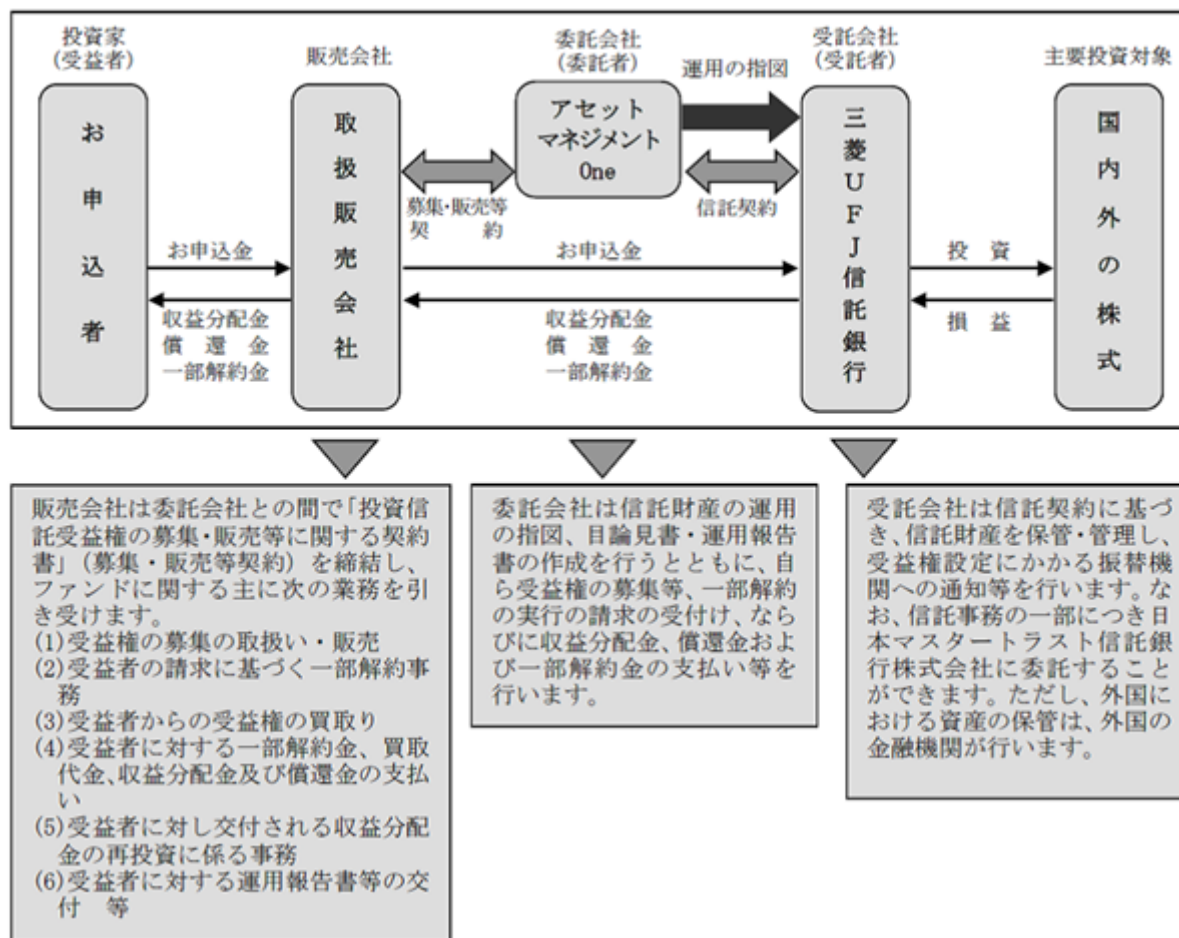 投資家
(受益者)
販売会社
委託会社
(委託者)
運用の指図
受託会社
(受託者)
主要投資対象
お申込者
取扱販売会社
アセット
マネジメント
One
三菱UFJ信託銀行
国内外の株式
募集・販売等
契　約
信託契約
お申込金
お申込金
投　資
収益分配金
償　還　金
一部解約金
収益分配金
償　還　金
一部解約金
損　益
販売会社は委託会社との間で「投資信
託受益権の募集・販売等に関する契約
書」（募集・販売等契約）を締結し、
ファンドに関する主に次の業務を引
き受けます。
(1)受益権の募集の取扱い・販売
(2)受益者の請求に基づく一部解約事
務
(3)受益者からの受益権の買取り
(4)受益者に対する一部解約金、買取
代金、収益分配金及び償還金の支払
い
(5)受益者に対し交付される収益分配
金の再投資に係る事務
(6)受益者に対する運用報告書等の交
付　等
委託会社は信託財産の運用
の指図、目論見書・運用報告
書の作成を行うとともに、自
ら受益権の募集等、一部解約
の実行の請求の受付け、なら
びに収益分配金、償還金およ
び一部解約金の支払い等を
行います。
受託会社は信託契約に基づ
き、信託財産を保管・管理し、
受益権設定にかかる振替機
関への通知等を行います。な
お、信託事務の一部につき日
本マスタートラスト信託銀
行株式会社に委託すること
ができます。ただし、外国に
おける資産の保管は、外国の
金融機関が行います。